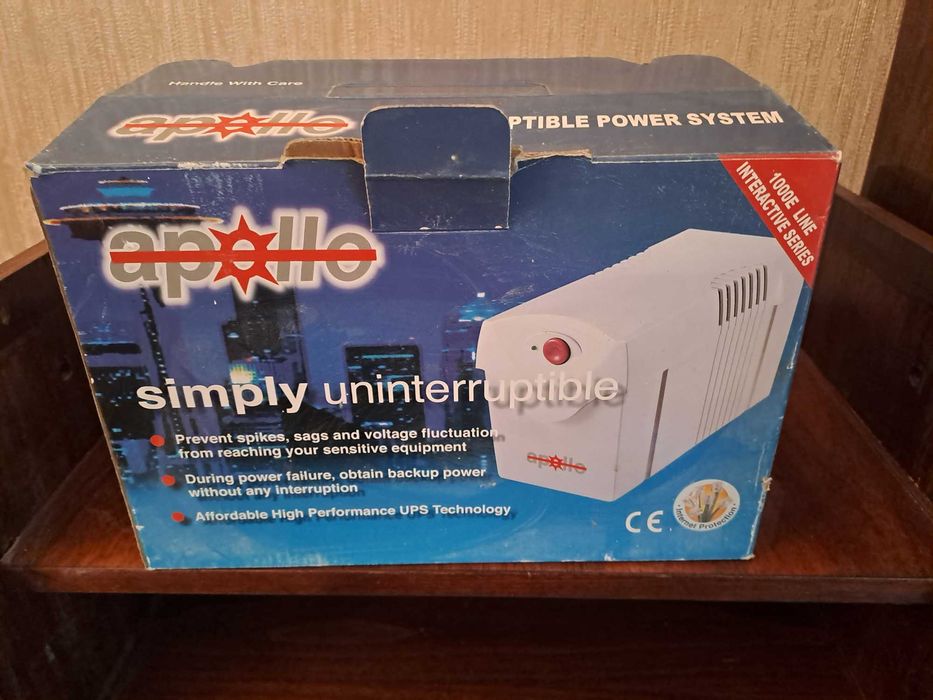 Handle With Care
apollo
PTIBLE POWER SYSTEM
1000E LINE
INTERACTIVE SERIES
apollo
simply uninterruptible
Prevent spikes, sags and voltage fluctuation
from reaching your sensitive equipment
During power failure, obtain backup power
without any interruption
Affordable High Performance UPS Technology
apollo
CE
Internet Protection